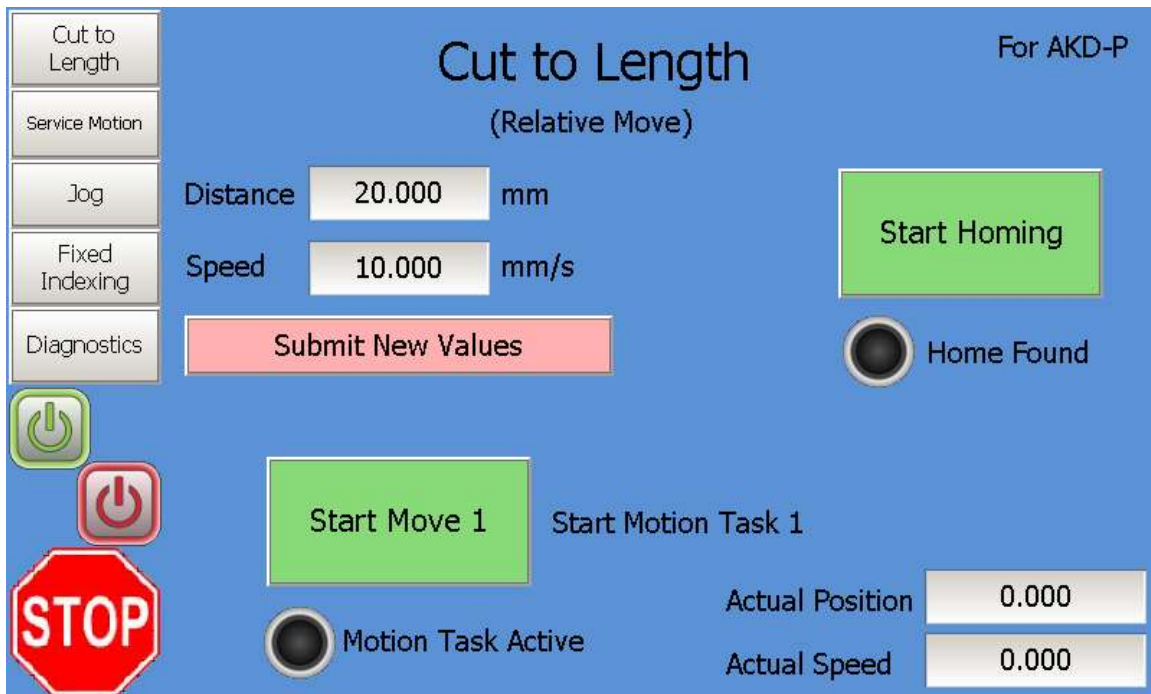 Cut to
Length
Service Motion
Jog
Fixed
Indexing
Diagnostics
STOP
Cut to Length
For AKD-P
(Relative Move)
Distance 20.000 mm
Speed 10.000 mm/s
Submit New Values
Start Homing
Home Found
Start Move 1 Start Motion Task 1
Motion Task Active
Actual Position 0.000
Actual Speed 0.000